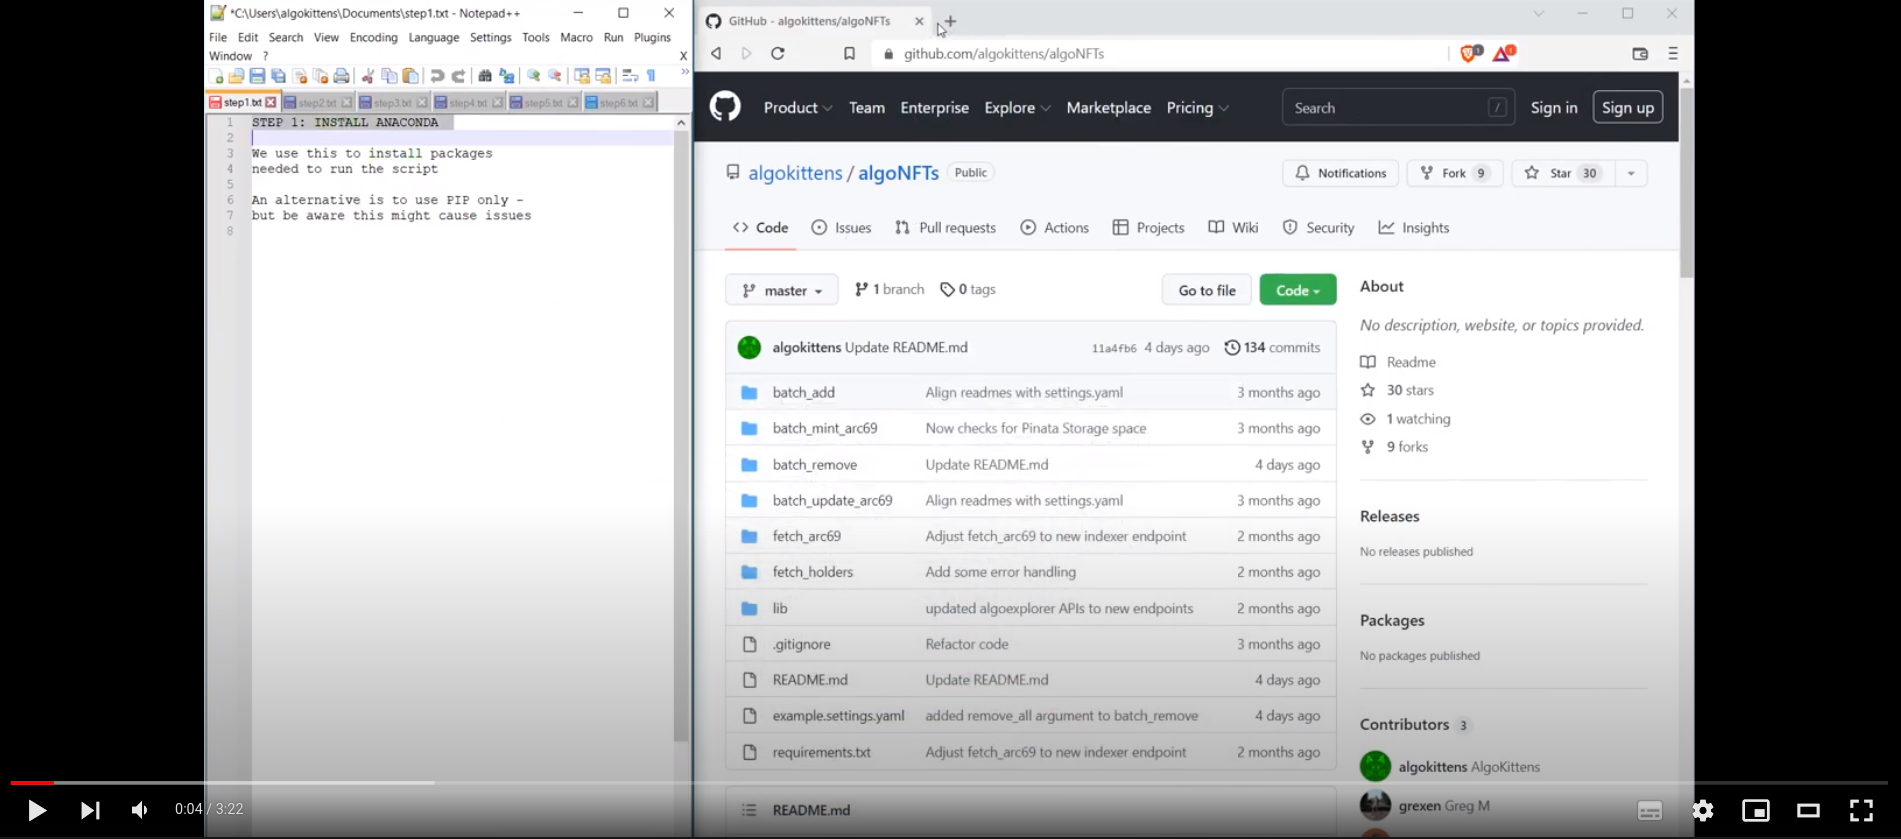 *C:\Users\algokittens\Documents\step1.txt - Notepad++
File Edit Search View Encoding Language Settings Tools Macro Run Plugins
Window ? X
step1.txt step2.txt step3.txt step4.txt step5.txt step6.txt
1 STEP 1: INSTALL ANACONDA
2
3 We use this to install packages
4 needed to run the script
5
6 An alternative is to use PIP only -
7 but be aware this might cause issues
8
GitHub - algokittens/algoNFTs
github.com/algokittens/algoNFTs
Product Team Enterprise Explore Marketplace Pricing Search / Sign in Sign up
algokittens / algoNFTs Public Notifications Fork 9 Star 30
Code Issues Pull requests Actions Projects Wiki Security Insights
master 1 branch 0 tags Go to file Code
algokittens Update README.md 11a4fb6 4 days ago 134 commits
batch_add Align readmes with settings.yaml 3 months ago
batch_mint_arc69 Now checks for Pinata Storage space 3 months ago
batch_remove Update README.md 4 days ago
batch_update_arc69 Align readmes with settings.yaml 3 months ago
fetch_arc69 Adjust fetch_arc69 to new indexer endpoint 2 months ago
fetch_holders Add some error handling 2 months ago
lib updated algoexplorer APIs to new endpoints 2 months ago
.gitignore Refactor code 3 months ago
README.md Update README.md 4 days ago
example.settings.yaml added remove_all argument to batch_remove 4 days ago
requirements.txt Adjust fetch_arc69 to new indexer endpoint 2 months ago
README.md
About
No description, website, or topics provided.
Readme
30 stars
1 watching
9 forks
Releases
No releases published
Packages
No packages published
Contributors 3
algokittens AlgoKittens
grexen Greg M
0:04 / 3:22